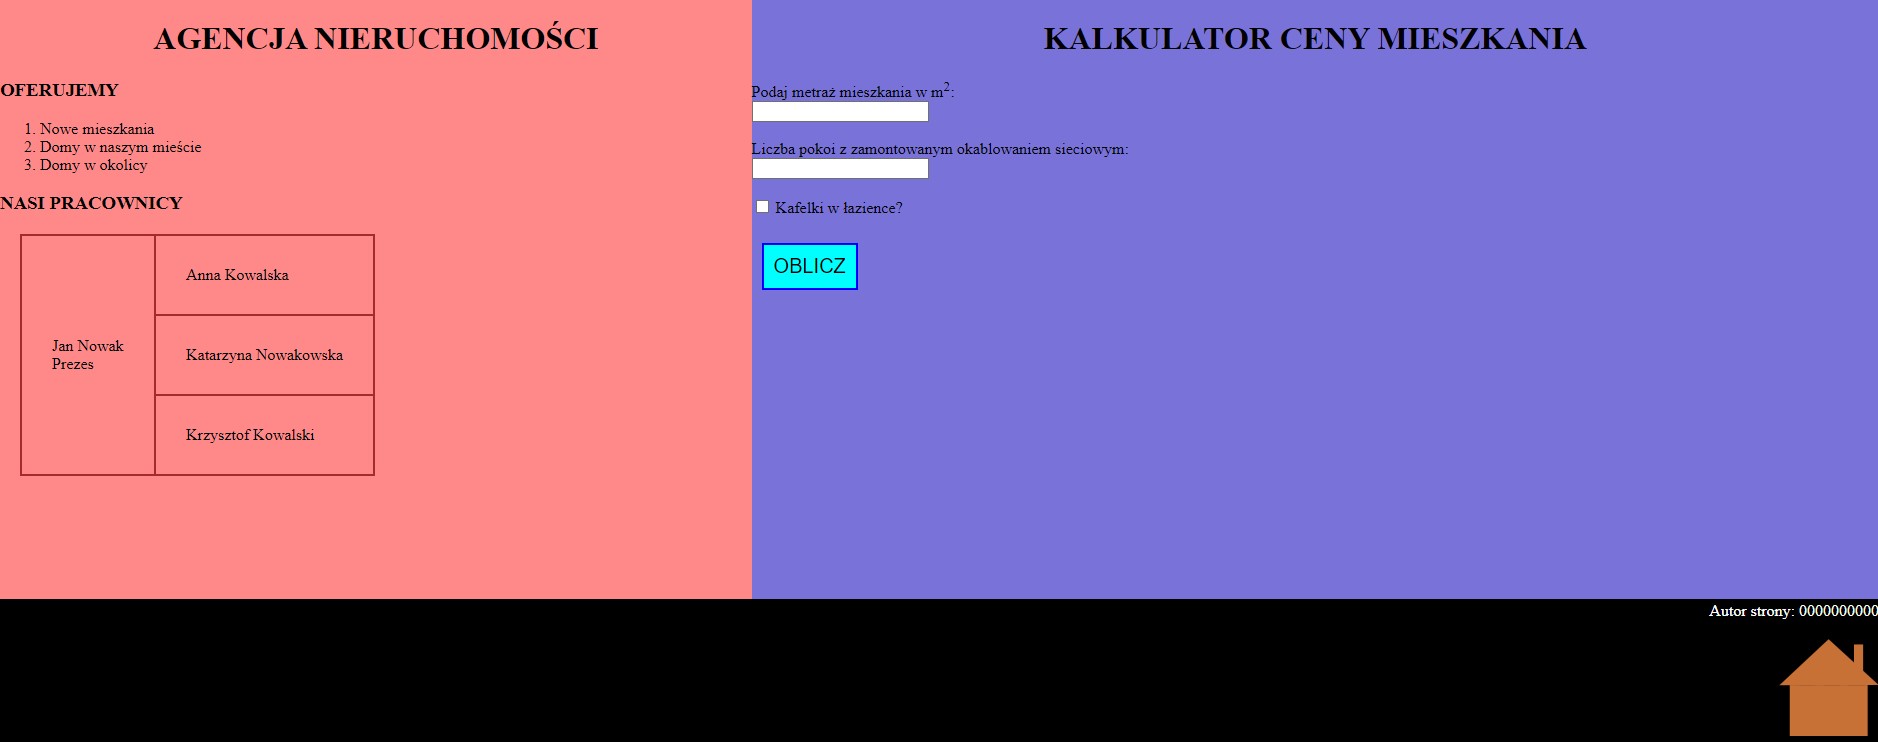 AGENCJA NIERUCHOMOŚCI
OFERUJEMY
1. Nowe mieszkania
2. Domy w naszym mieście
3. Domy w okolicy
NASI PRACOWNICY
Jan Nowak
Prezes
Anna Kowalska
Katarzyna Nowakowska
Krzysztof Kowalski
KALKULATOR CENY MIESZKANIA
Podaj metraż mieszkania w m²:
Liczba pokoi z zamontowanym okablowaniem sieciowym:
Kafelki w łazience?
OBLICZ
Autor strony: 0000000000